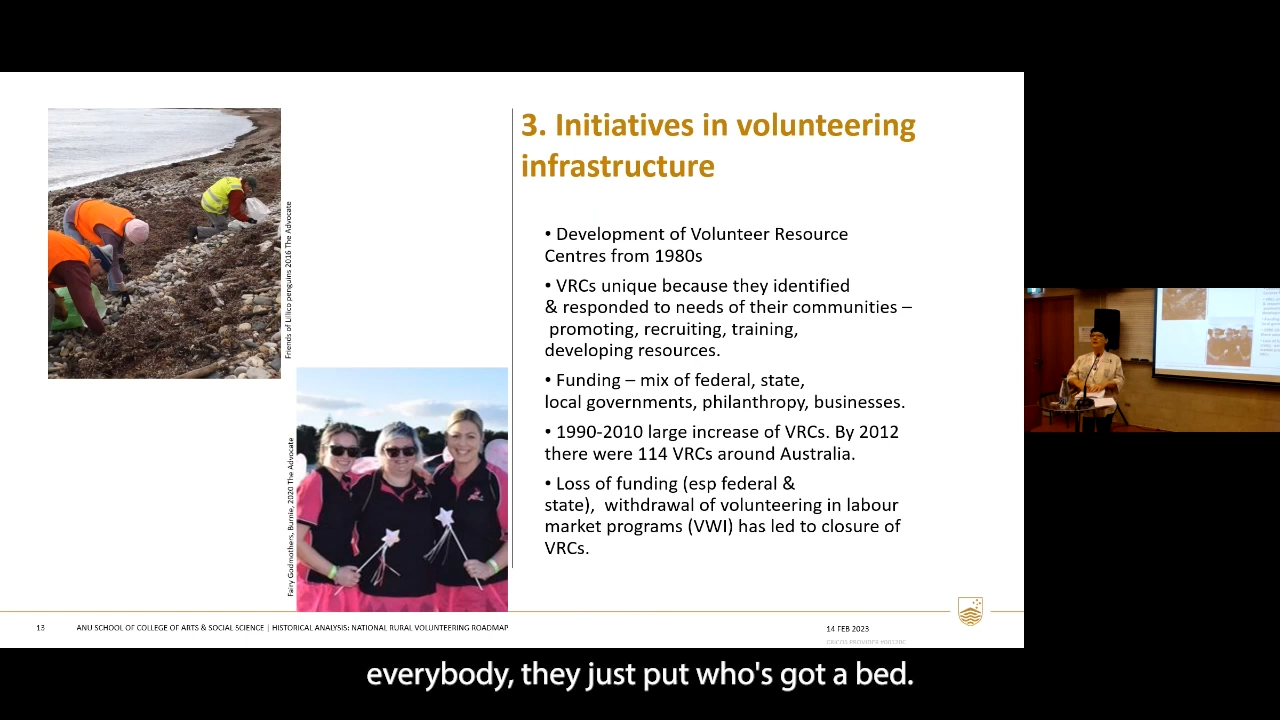 3. Initiatives in volunteering
infrastructure
• Development of Volunteer Resource
Centres from 1980s
• VRCs unique because they identified
& responded to needs of their communities –
promoting, recruiting, training,
developing resources.
• Funding – mix of federal, state,
local governments, philanthropy, businesses.
• 1990-2010 large increase of VRCs. By 2012
there were 114 VRCs around Australia.
• Loss of funding (esp federal &
state), withdrawal of volunteering in labour
market programs (VWI) has led to closure of
VRCs.
Friends of Lillico penguins 2016 The Advocate
Fairy Godmothers, Burnie, 2020 The Advocate
13
ANU SCHOOL OF COLLEGE OF ARTS & SOCIAL SCIENCE | HISTORICAL ANALYSIS: NATIONAL RURAL VOLUNTEERING ROADMAP
14 FEB 2023
everybody, they just put who's got a bed.